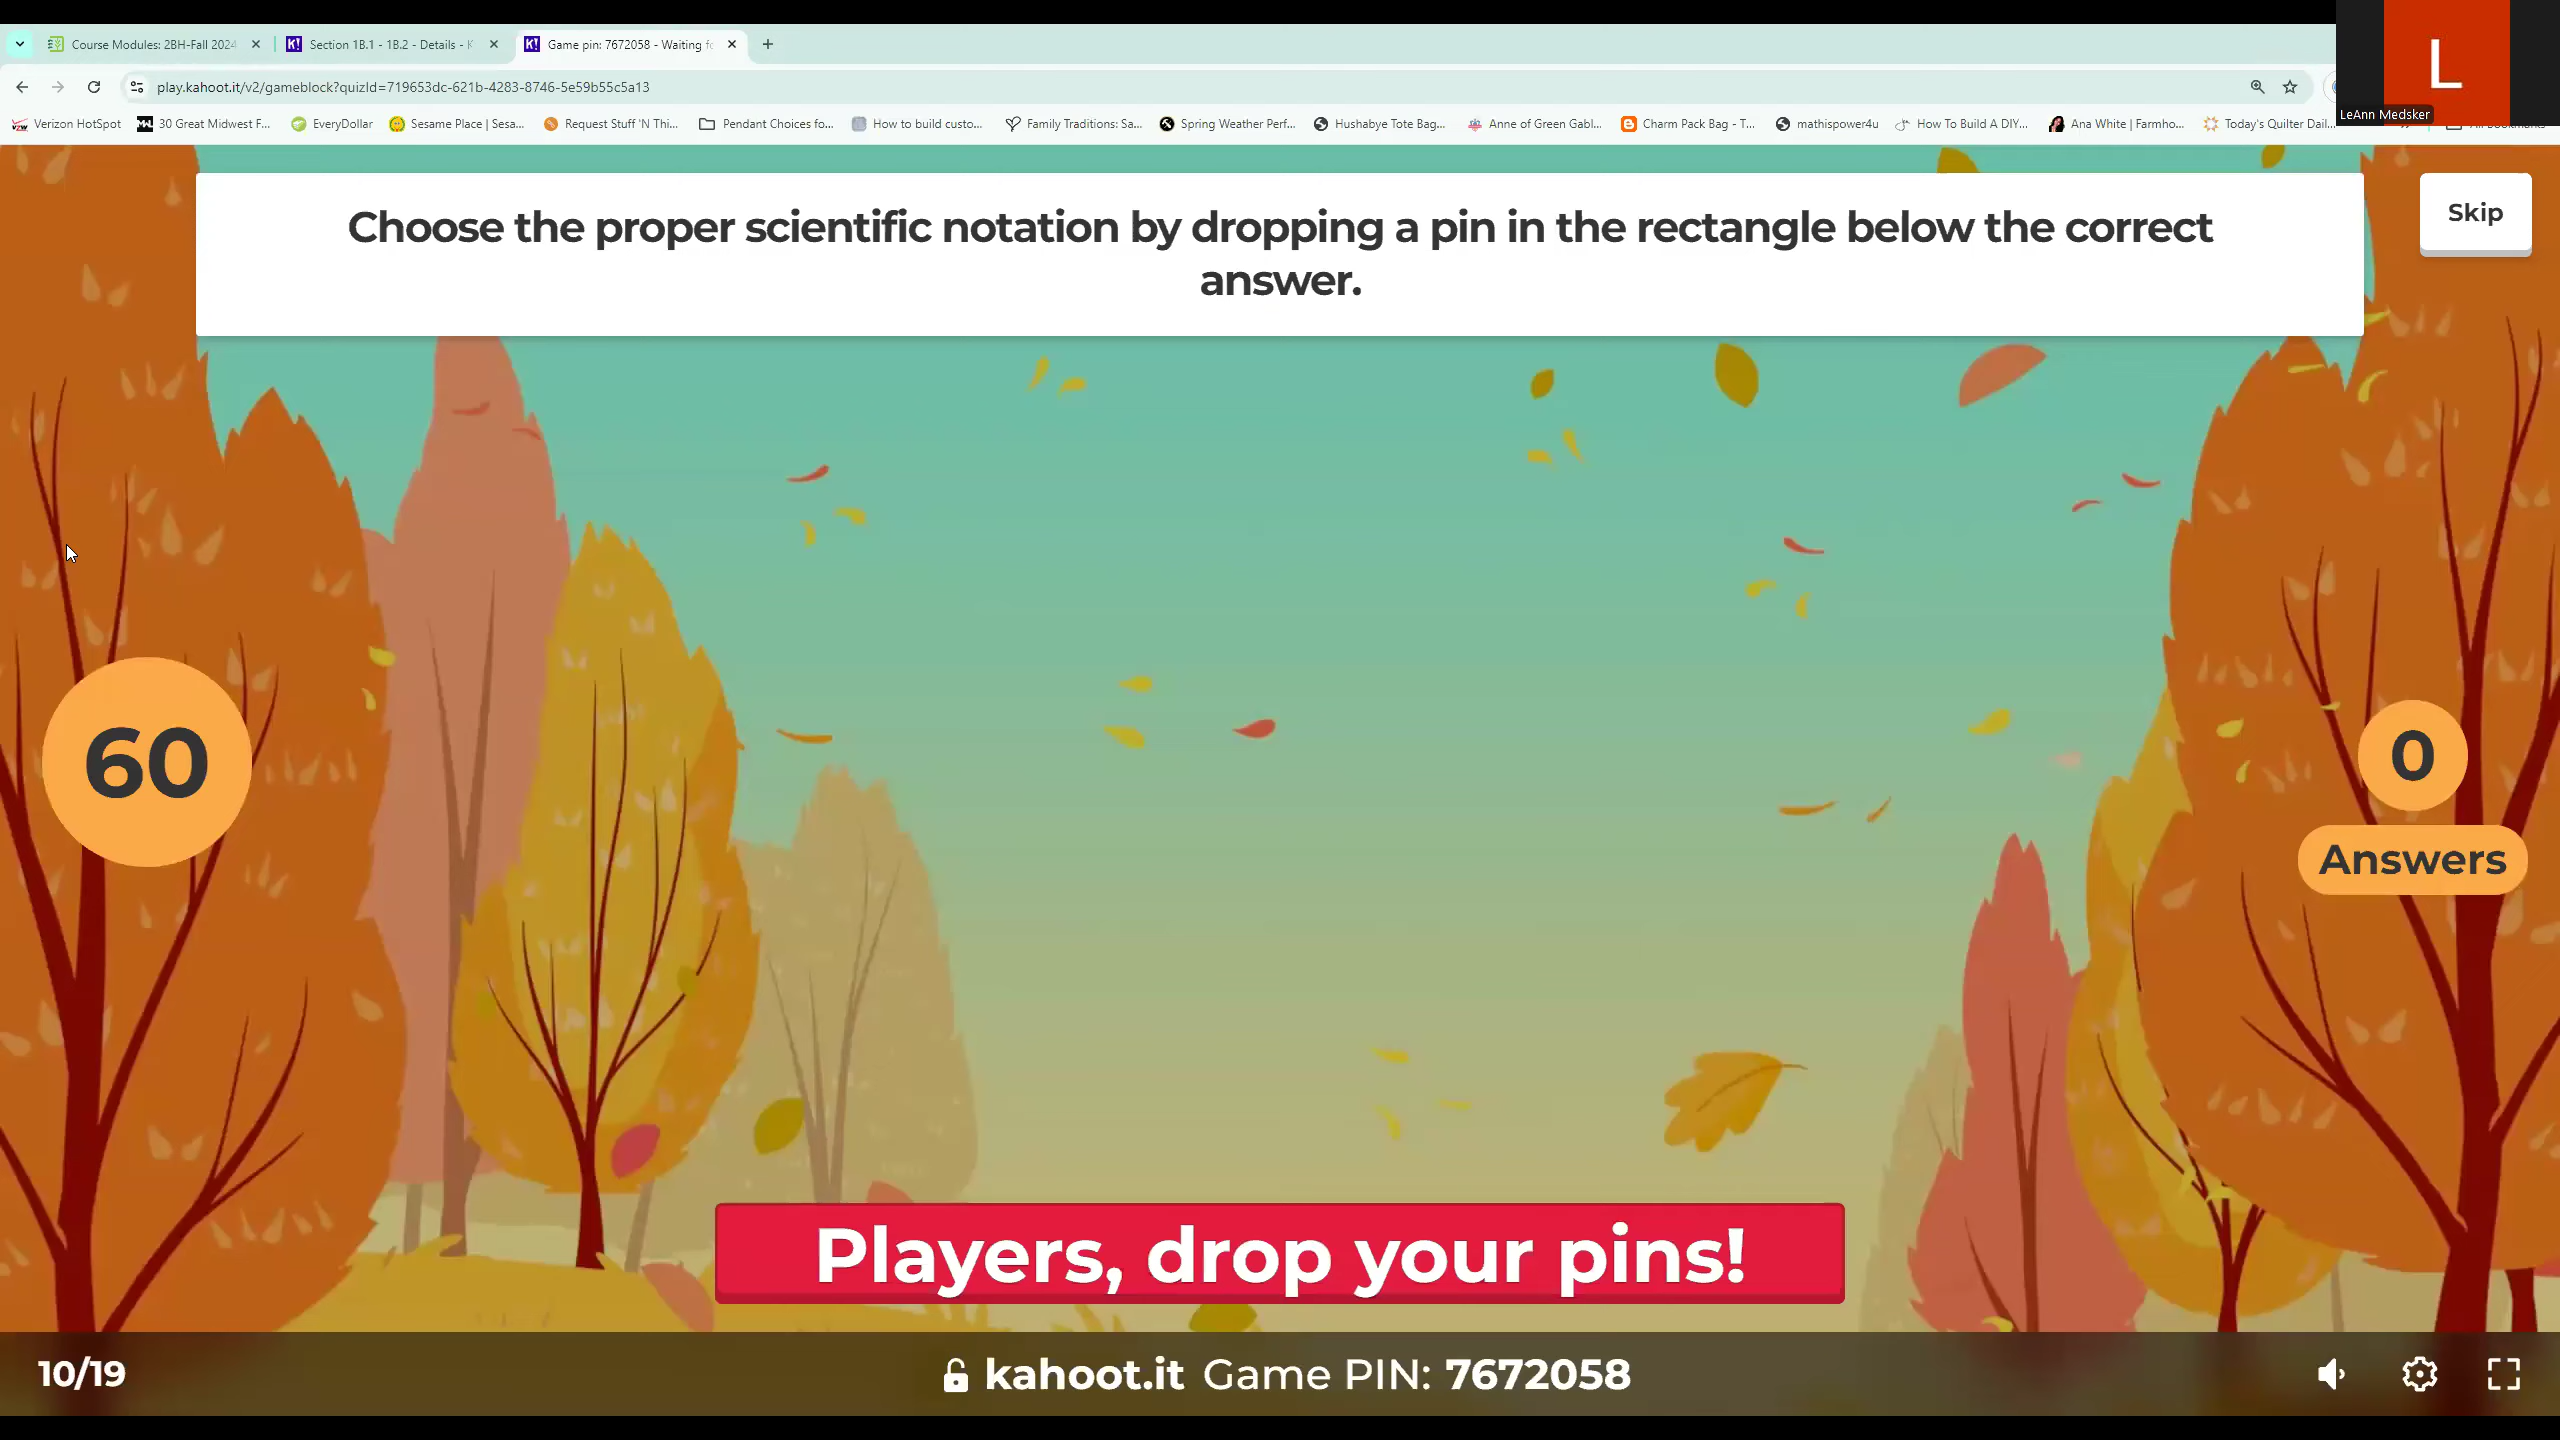 Course Modules: 2BH-Fall 2024
Section 1B.1 - 1B.2 - Details - K
Game pin: 7672058 - Waiting fo
L
play.kahoot.it/v2/gameblock?quizId=719653dc-621b-4283-8746-5e59b55c5a13
LeAnn Medsker
Verizon HotSpot
30 Great Midwest F...
EveryDollar
Sesame Place | Sesa...
Request Stuff 'N Thi...
Pendant Choices fo...
How to build custo...
Family Traditions: Sa...
Spring Weather Perf...
Hushabye Tote Bag...
Anne of Green Gabl...
Charm Pack Bag - T...
mathispower4u
How To Build A DIY...
Ana White | Farmho...
Today's Quilter Dail...
Choose the proper scientific notation by dropping a pin in the rectangle below the correct
answer.
Skip
60
0
Answers
Players, drop your pins!
10/19
kahoot.it Game PIN: 7672058